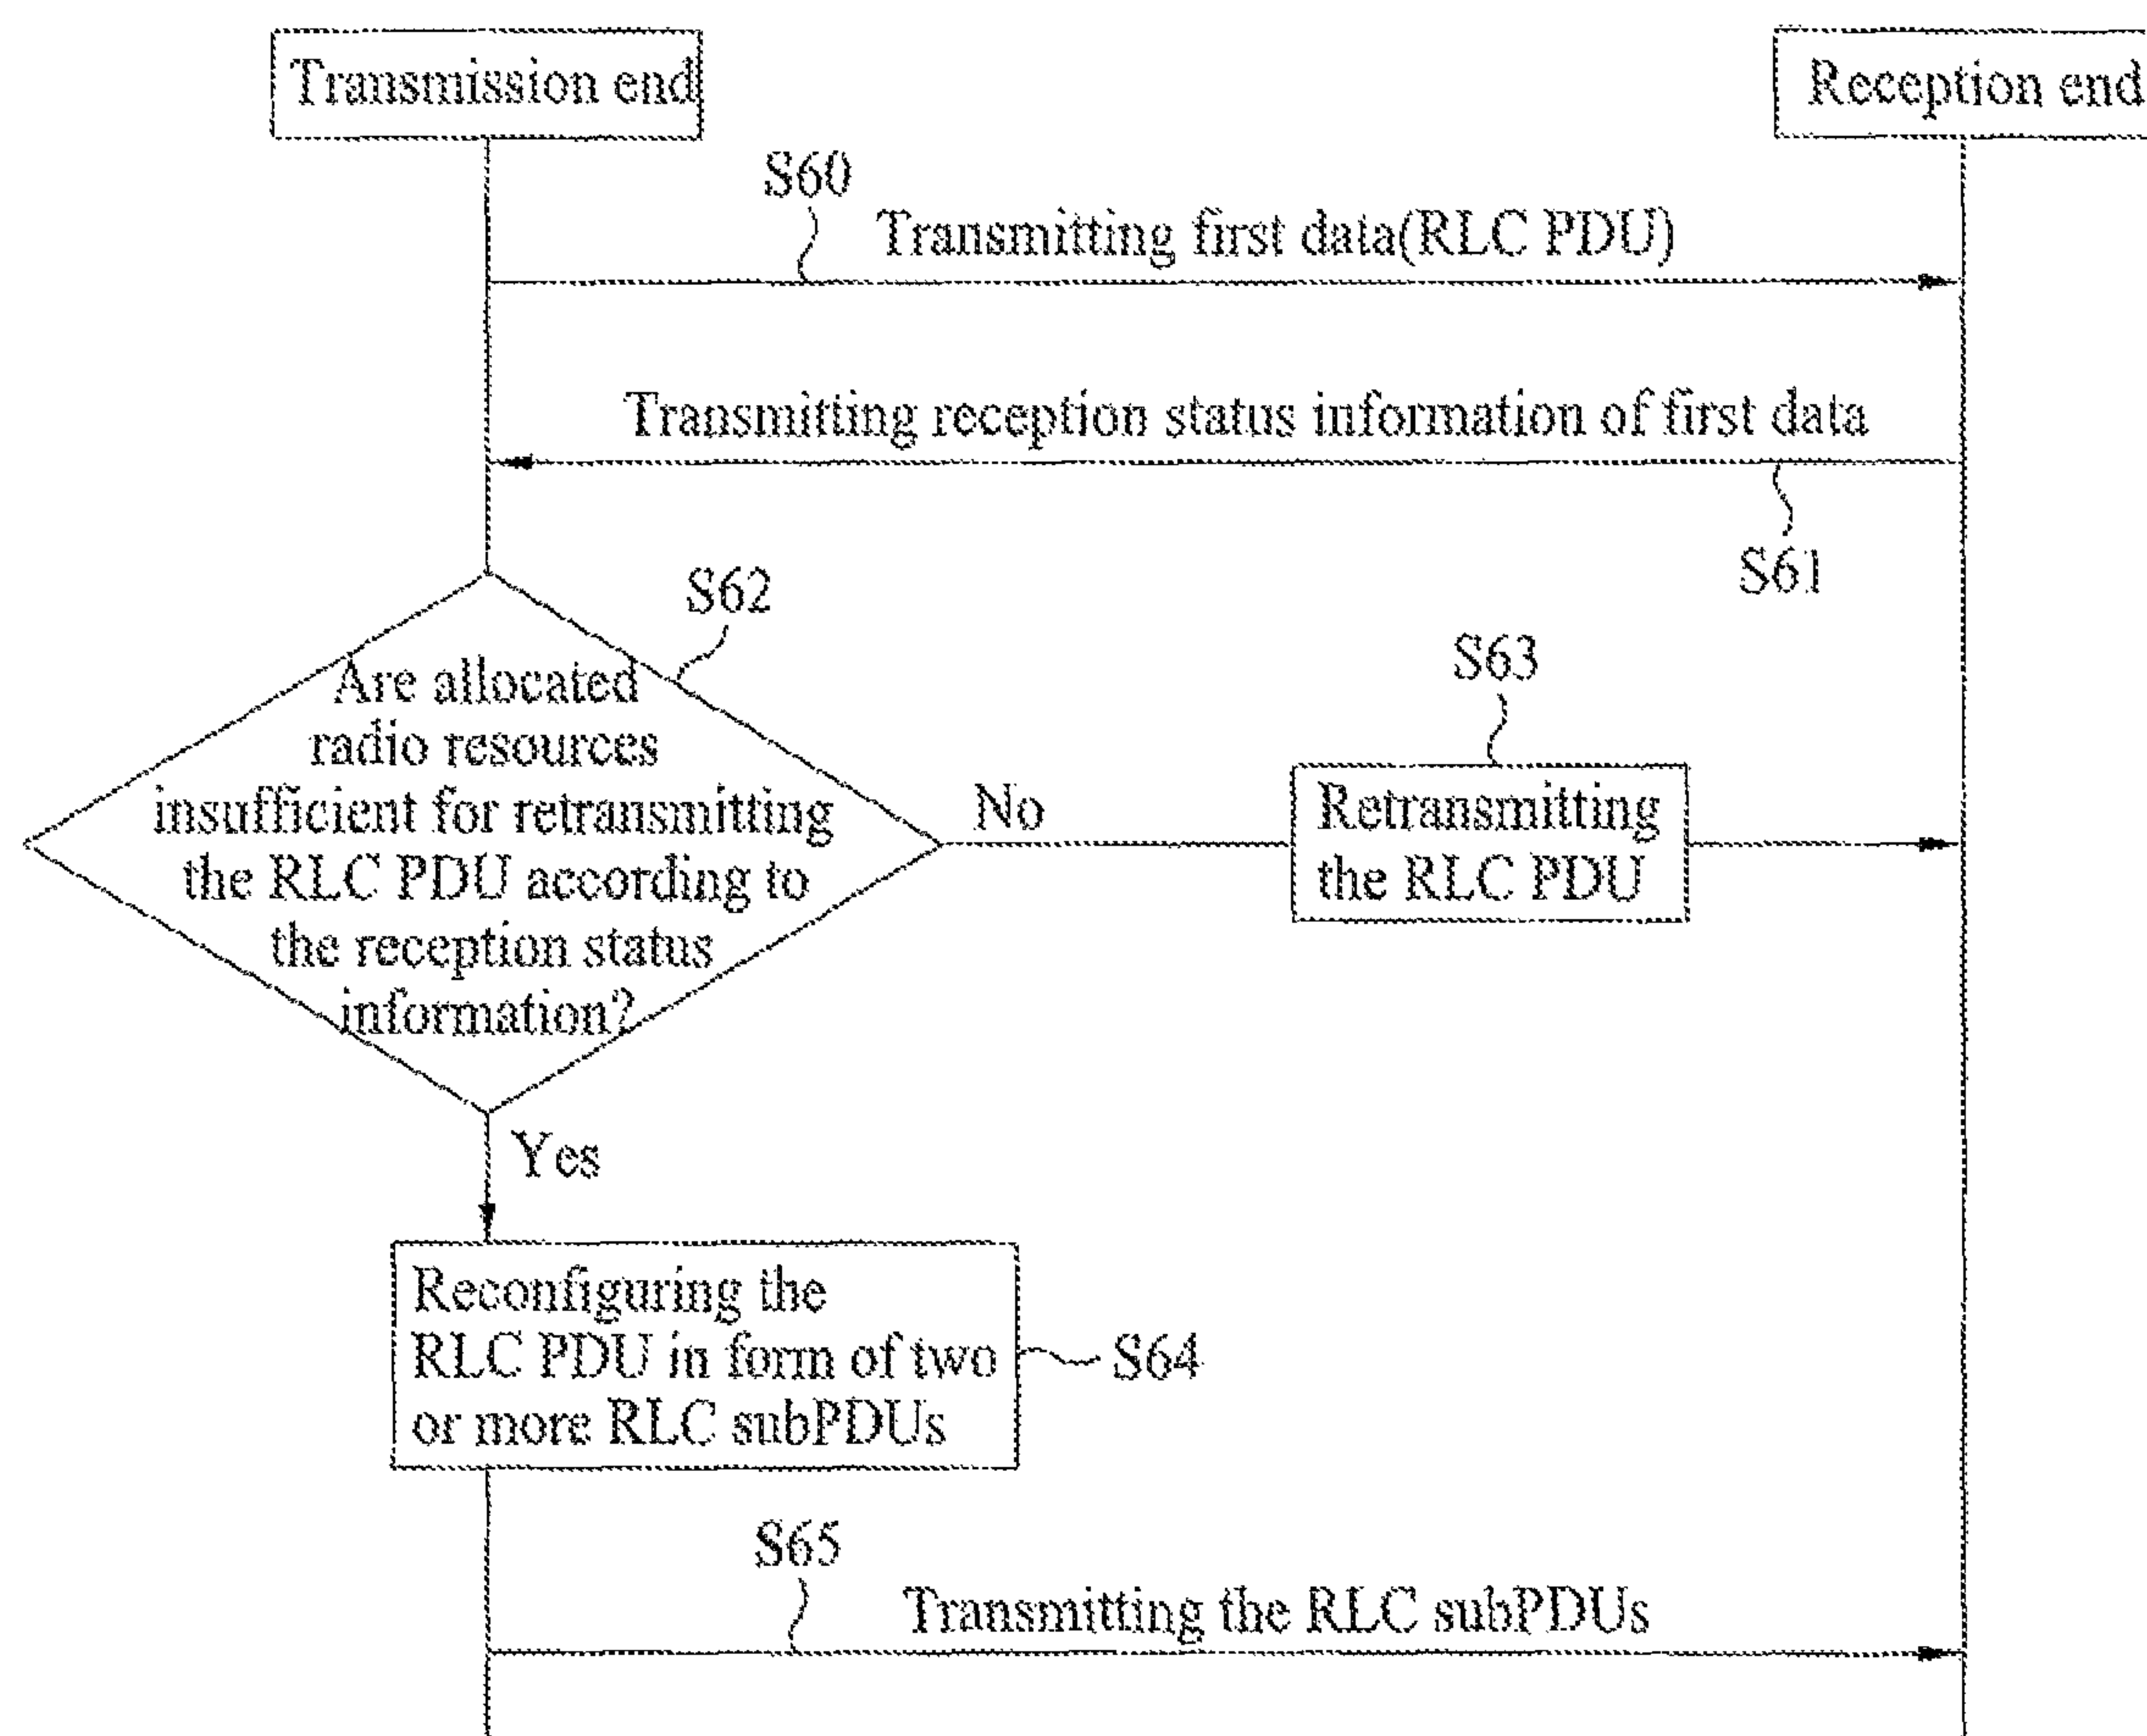 Transmission end
Reception end
S60
Transmitting first data(RLC PDU)
Transmitting reception status information of first data
S61
S62
Are allocated
radio resources
insufficient for retransmitting
the RLC PDU according to
the reception status
information?
No
S63
Retransmitting
the RLC PDU
Yes
Reconfiguring the
RLC PDU in form of two
or more RLC subPDUs
S64
S65
Transmitting the RLC subPDUs